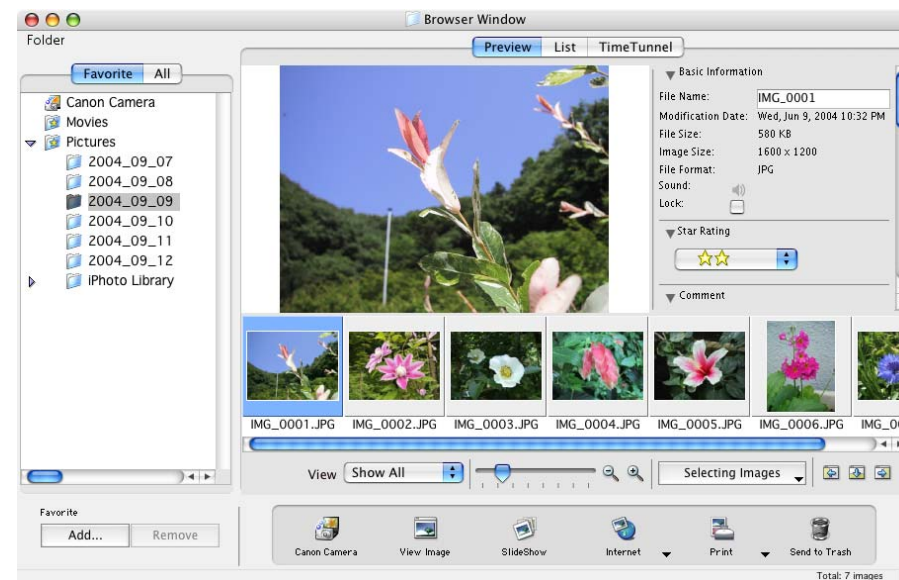 Browser Window
Folder
Preview List TimeTunnel
Favorite All
Canon Camera
Movies
Pictures
2004_09_07
2004_09_08
2004_09_09
2004_09_10
2004_09_11
2004_09_12
iPhoto Library
Basic Information
File Name: IMG_0001
Modification Date: Wed, Jun 9, 2004 10:32 PM
File Size: 580 KB
Image Size: 1600 x 1200
File Format: JPG
Sound:
Lock:
Star Rating
Comment
IMG_0001.JPG IMG_0002.JPG IMG_0003.JPG IMG_0004.JPG IMG_0005.JPG IMG_0006.JPG IMG_0
View Show All Selecting Images
Favorite
Add... Remove
Canon Camera View Image SlideShow Internet Print Send to Trash
Total: 7 images